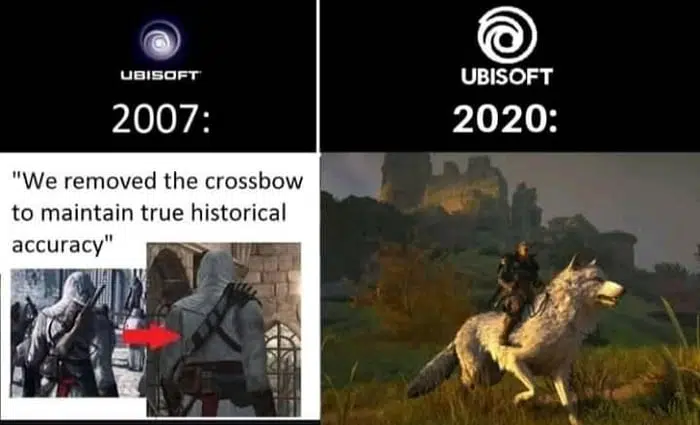 UBISOFT
2007:
"We removed the crossbow
to maintain true historical
accuracy"
UBISOFT
2020: